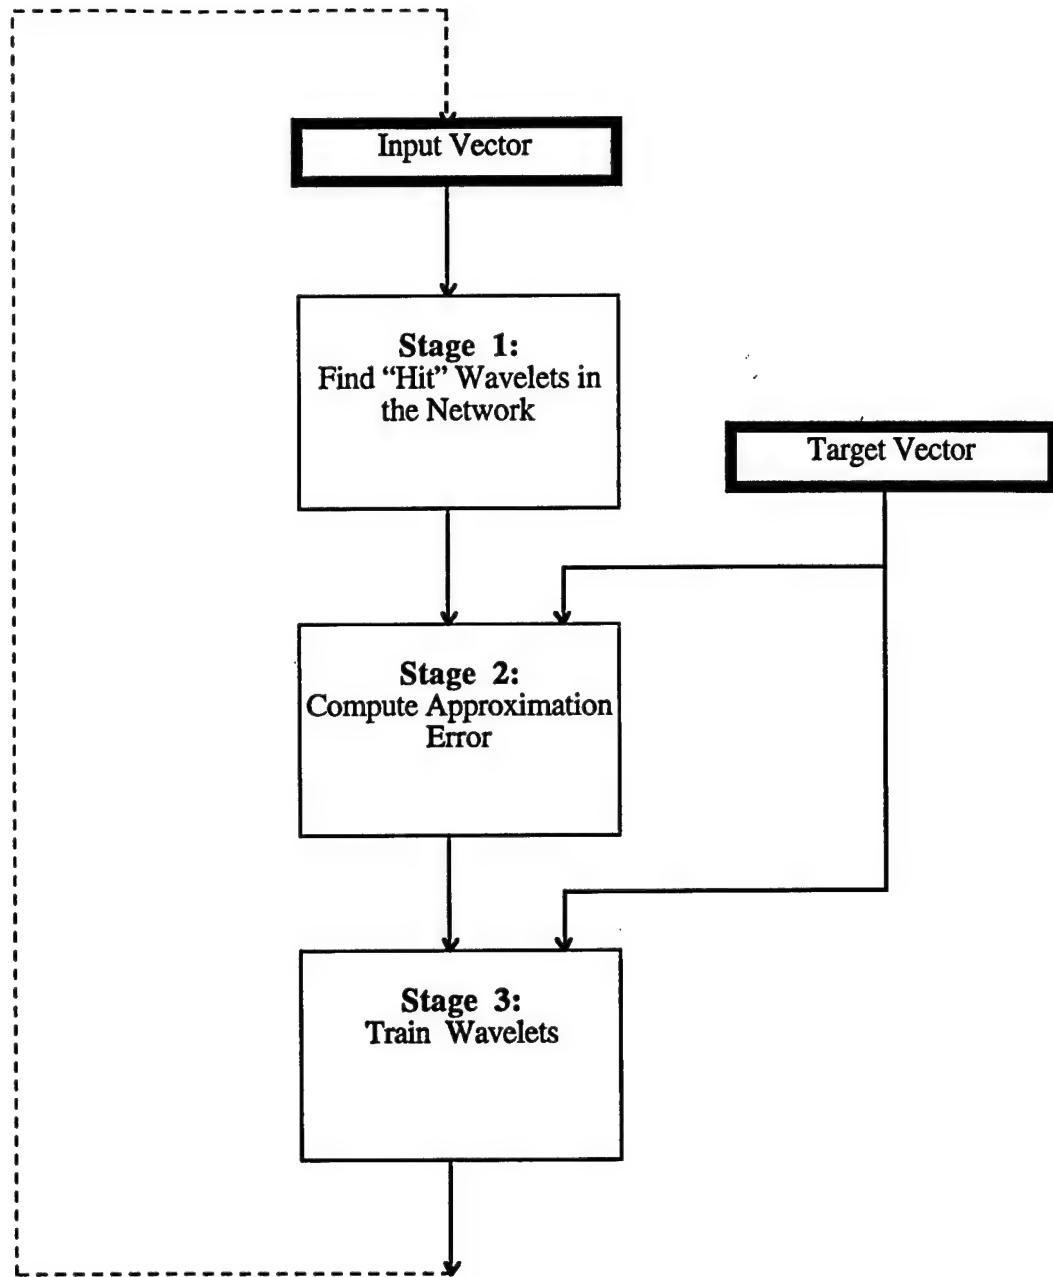 Input Vector
Stage 1:
Find “Hit” Wavelets in
the Network
Target Vector
Stage 2:
Compute Approximation
Error
Stage 3:
Train Wavelets